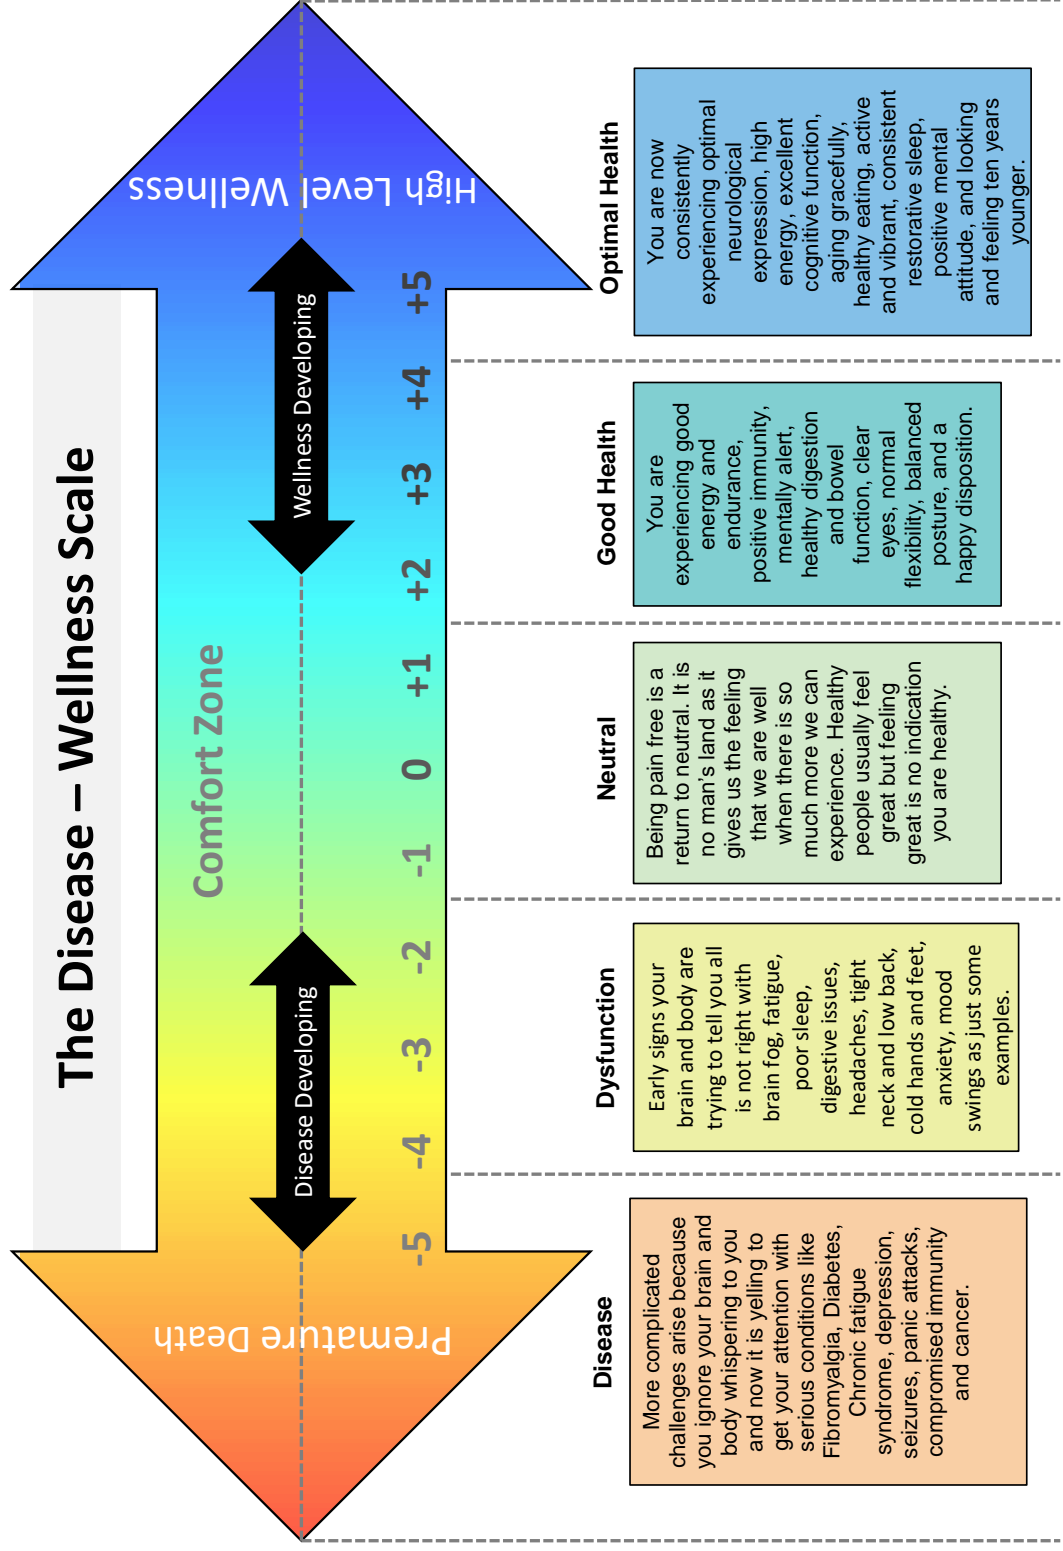 The Disease – Wellness Scale
Comfort Zone
Premature Death
Disease Developing
Wellness Developing
High Level Wellness
-5 -4 -3 -2 -1 0 +1 +2 +3 +4 +5
Disease
More complicated
challenges arise because
you ignore your brain and
body whispering to you
and now it is yelling to
get your attention with
serious conditions like
Fibromyalgia, Diabetes,
Chronic fatigue
syndrome, depression,
seizures, panic attacks,
compromised immunity
and cancer.
Dysfunction
Early signs your
brain and body are
trying to tell you all
is not right with
brain fog, fatigue,
poor sleep,
digestive issues,
headaches, tight
neck and low back,
cold hands and feet,
anxiety, mood
swings as just some
examples.
Neutral
Being pain free is a
return to neutral. It is
no man's land as it
gives us the feeling
that we are well
when there is so
much more we can
experience. Healthy
people usually feel
great but feeling
great is no indication
you are healthy.
Good Health
You are
experiencing good
energy and
endurance,
positive immunity,
mentally alert,
healthy digestion
and bowel
function, clear
eyes, normal
flexibility, balanced
posture, and a
happy disposition.
Optimal Health
You are now
consistently
experiencing optimal
neurological
expression, high
energy, excellent
cognitive function,
aging gracefully,
healthy eating, active
and vibrant, consistent
restorative sleep,
positive mental
attitude, and looking
and feeling ten years
younger.